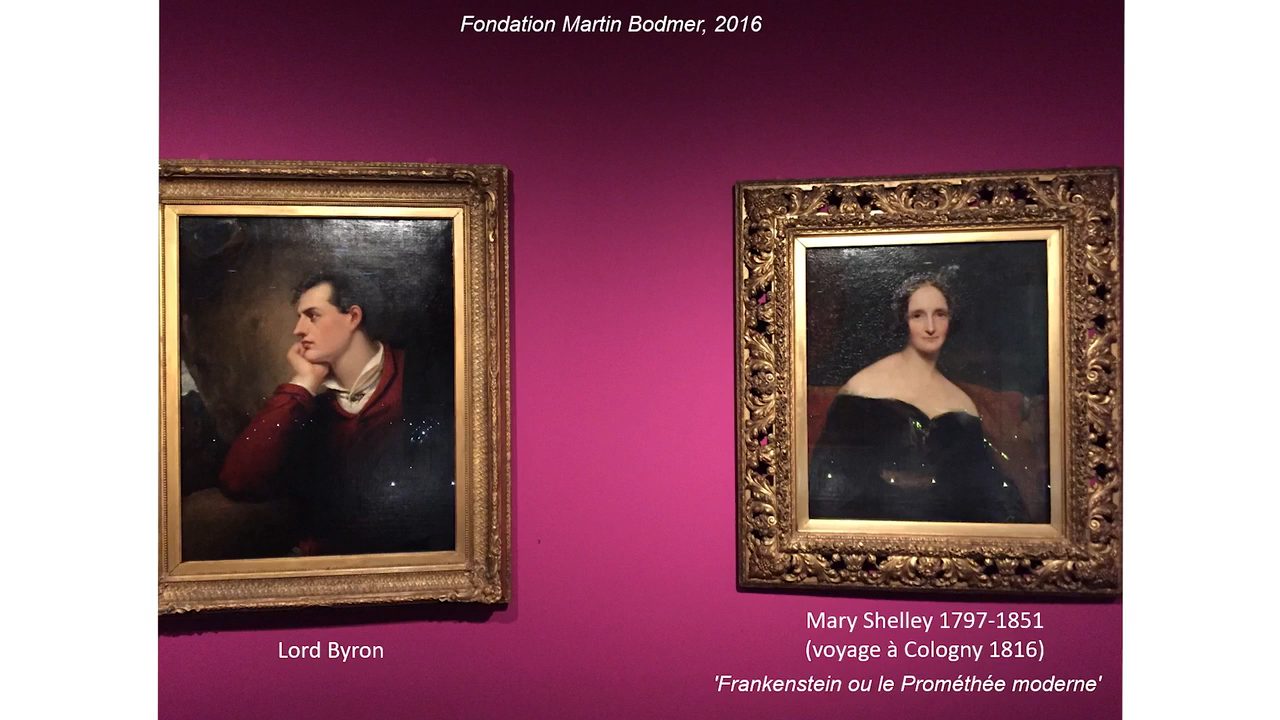 Fondation Martin Bodmer, 2016
Lord Byron
Mary Shelley 1797-1851
(voyage à Cologny 1816)
'Frankenstein ou le Prométhée moderne'